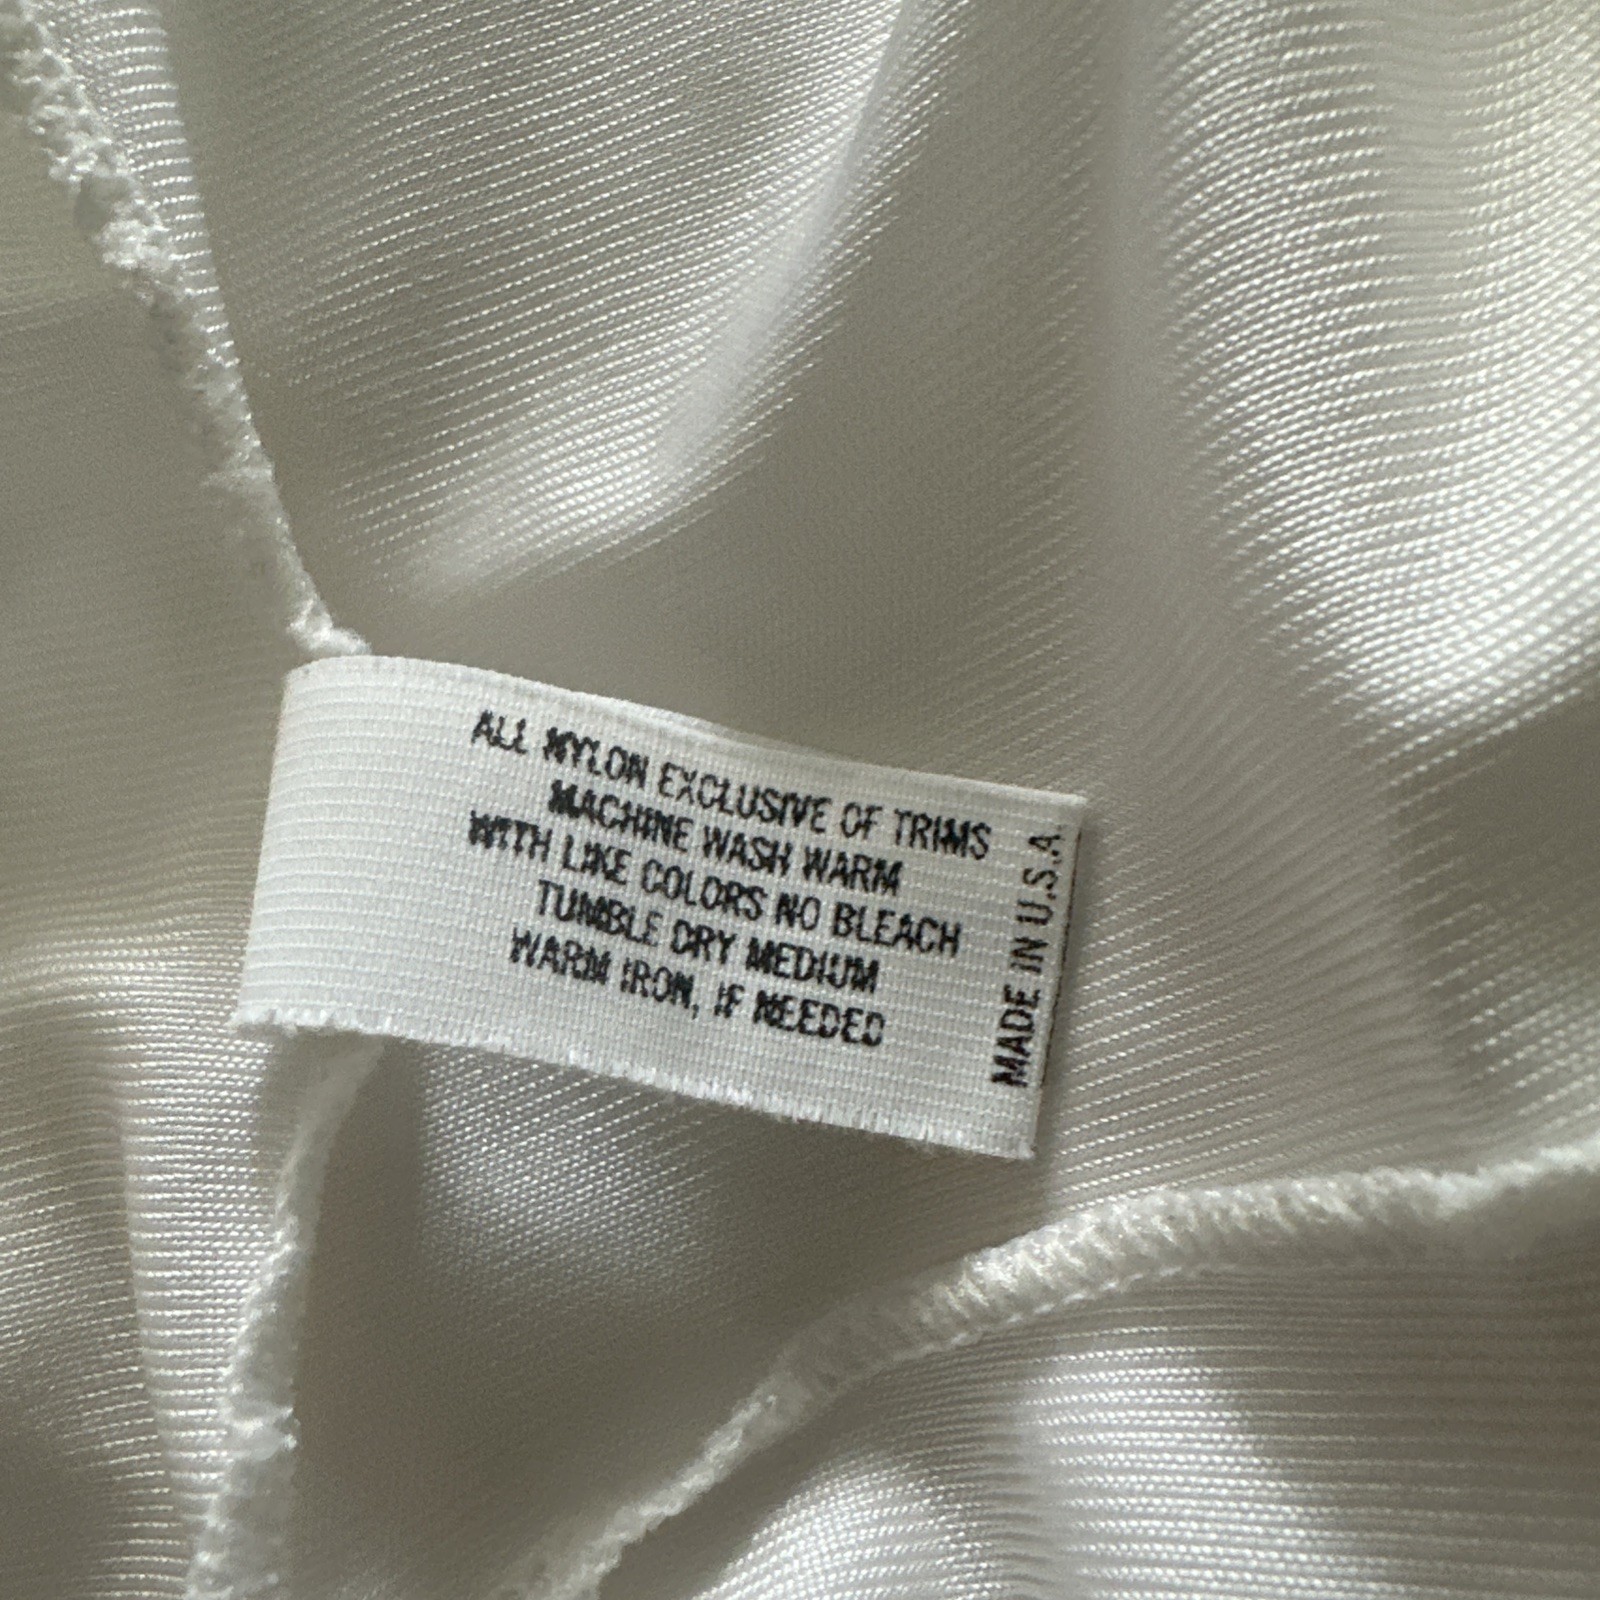 ALL NYLON EXCLUSIVE OF TRIMS
MACHINE WASH WARM
WITH LIKE COLORS NO BLEACH
TUMBLE DRY MEDIUM
WARM IRON, IF NEEDED
MADE IN U.S.A.